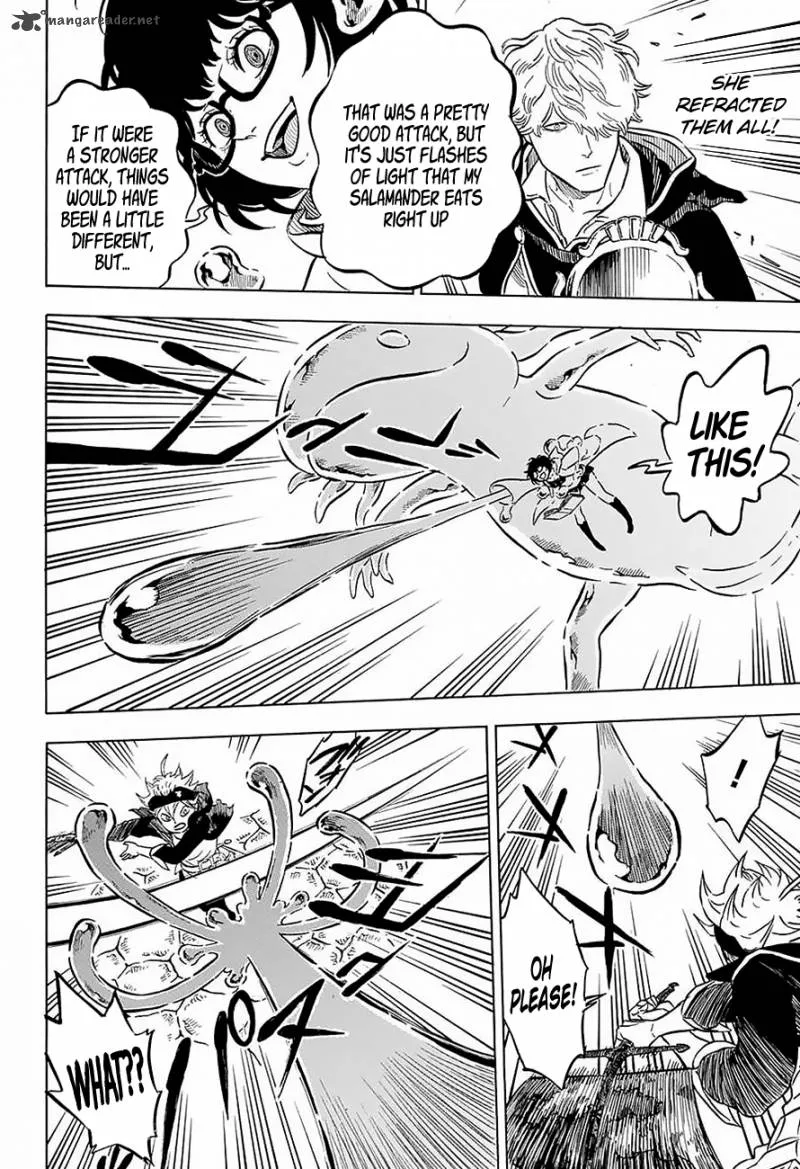 mangareader.net
SHE
REFRACTED
THEM ALL!
THAT WAS A PRETTY
GOOD ATTACK, BUT
IT'S JUST FLASHES
OF LIGHT THAT MY
SALAMANDER EATS
RIGHT UP
IF IT WERE
A STRONGER
ATTACK, THINGS
WOULD HAVE
BEEN A LITTLE
DIFFERENT,
BUT...
LIKE
THIS!
!
OH
PLEASE!
WHAT??